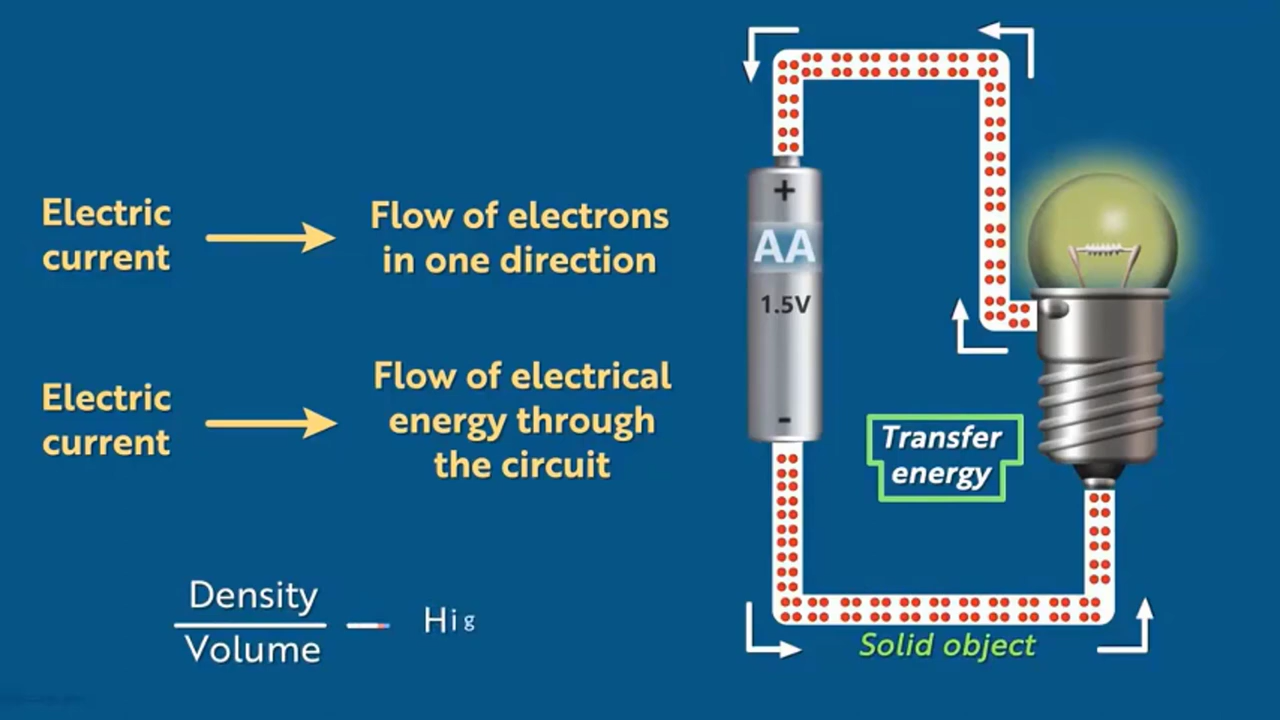 Electric
current
Flow of electrons
in one direction
Electric
current
Flow of electrical
energy through
the circuit
Density
Volume
Hig
+
AA
1.5V
-
Transfer
energy
Solid object